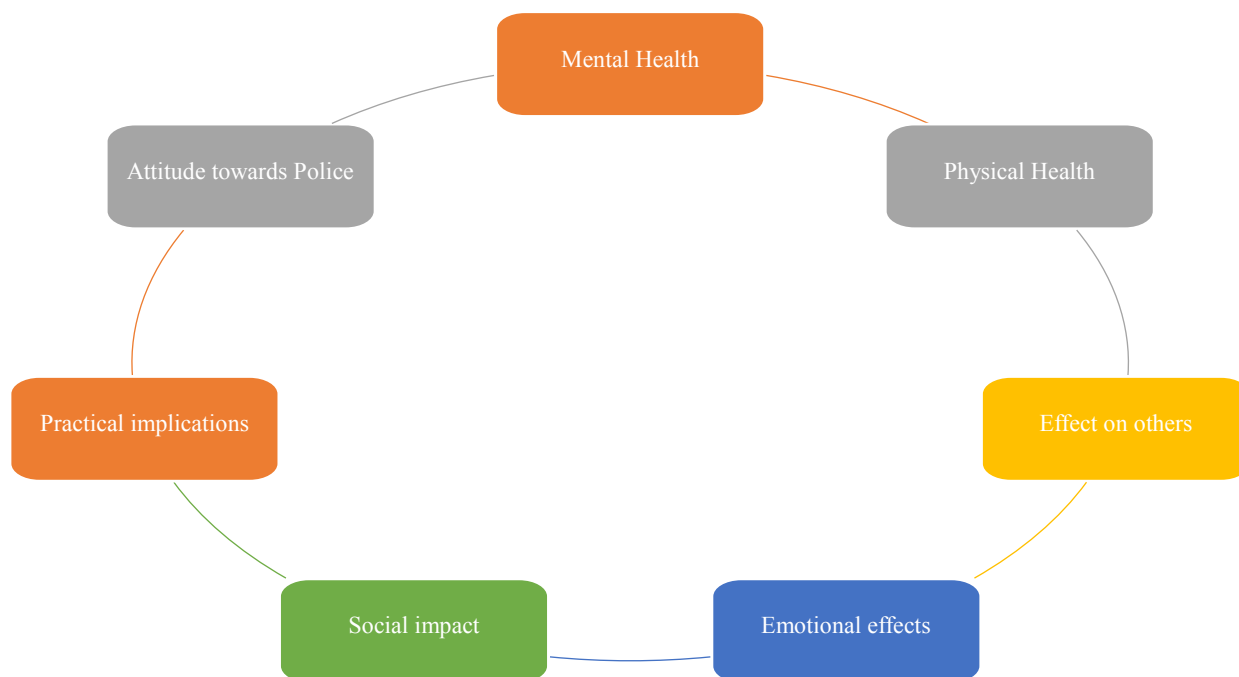 Mental Health
Attitude towards Police
Physical Health
Practical implications
Effect on others
Social impact
Emotional effects